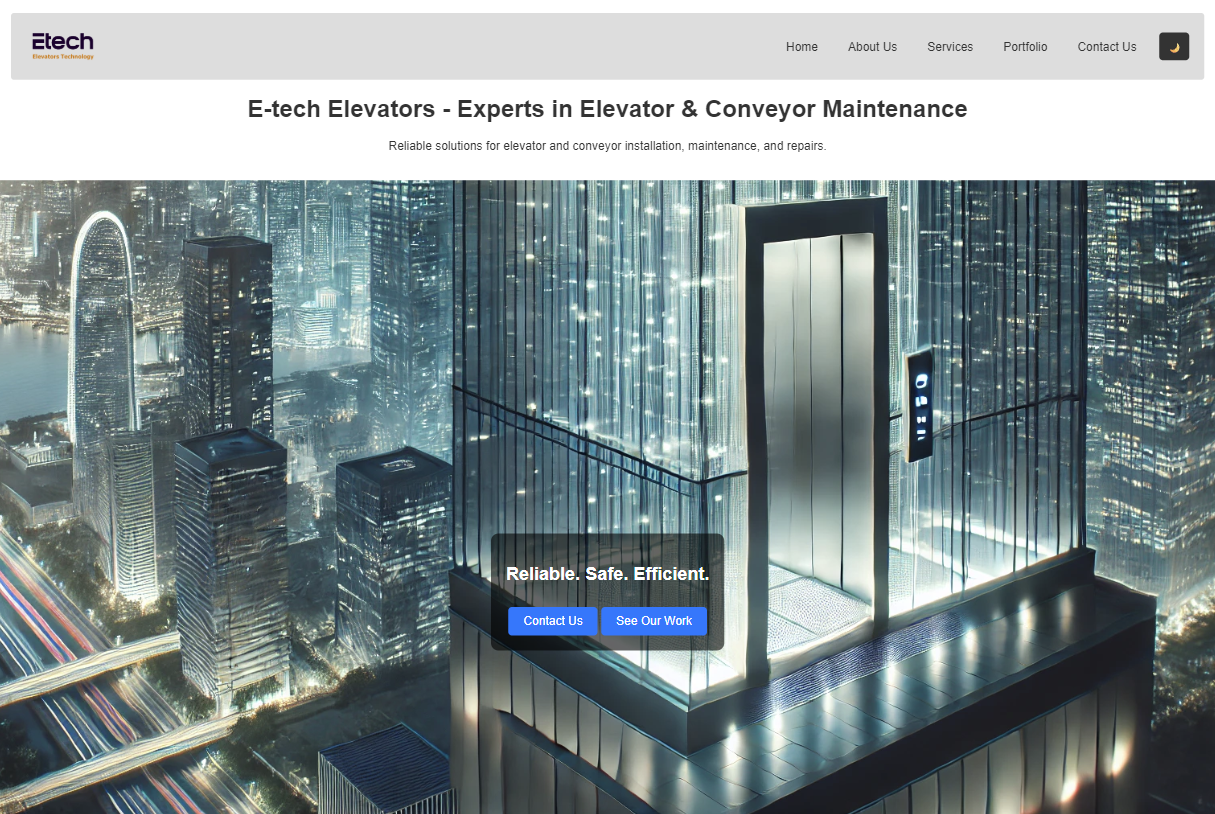 Etech
Elevators Technology
Home About Us Services Portfolio Contact Us
E-tech Elevators - Experts in Elevator & Conveyor Maintenance
Reliable solutions for elevator and conveyor installation, maintenance, and repairs.
Reliable. Safe. Efficient.
Contact Us See Our Work